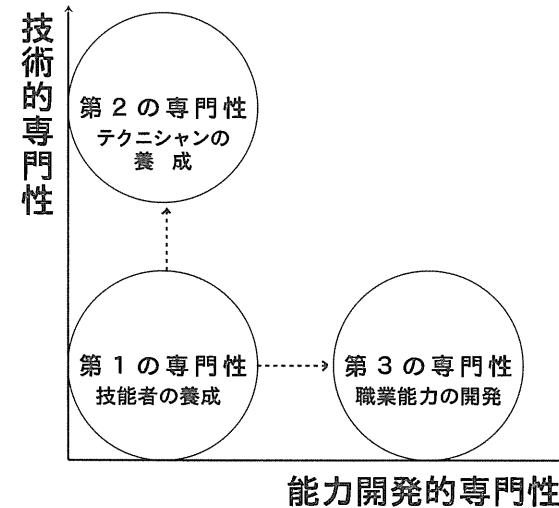 技術的専門性
第2の専門性
テクニシャンの
養成
第1の専門性
技能者の養成
第3の専門性
職業能力の開発
能力開発的専門性